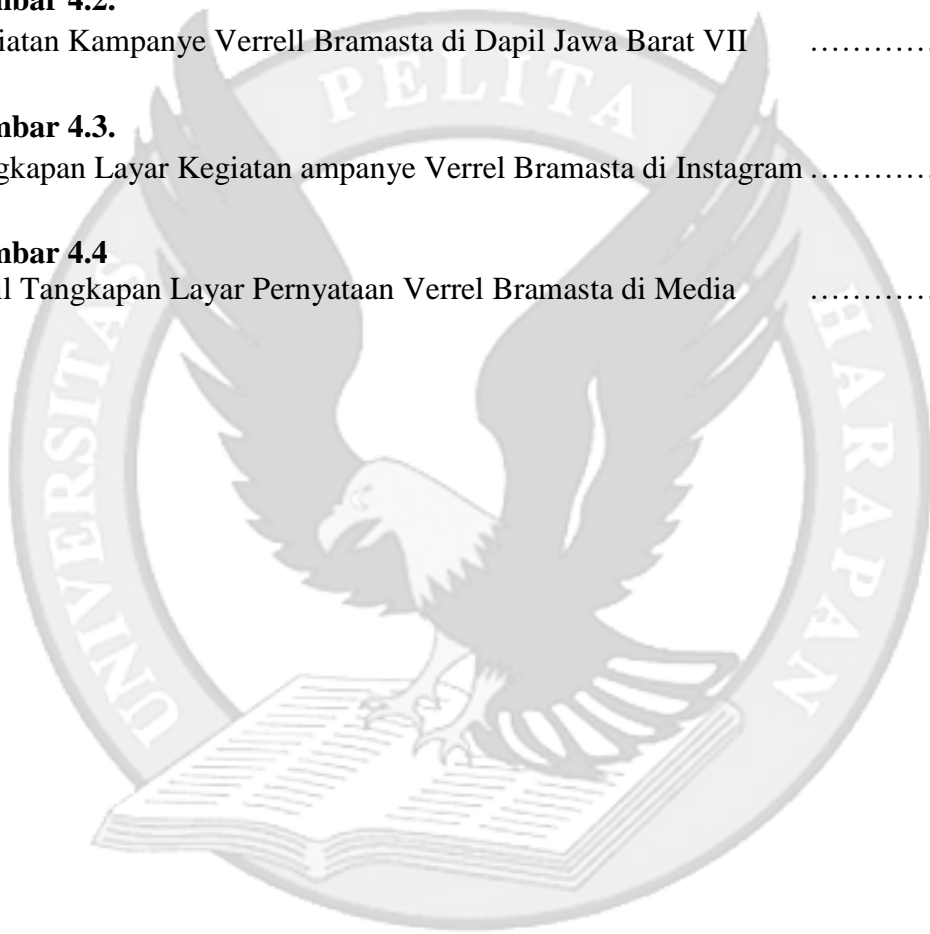 mbar 4.2.
iatan Kampanye Verrell Bramasta di Dapil Jawa Barat VII ………….
mbar 4.3.
gkapan Layar Kegiatan ampanye Verrel Bramasta di Instagram ………….
mbar 4.4
il Tangkapan Layar Pernyataan Verrel Bramasta di Media ………….
UNIVERSITAS PELITA HARAPAN